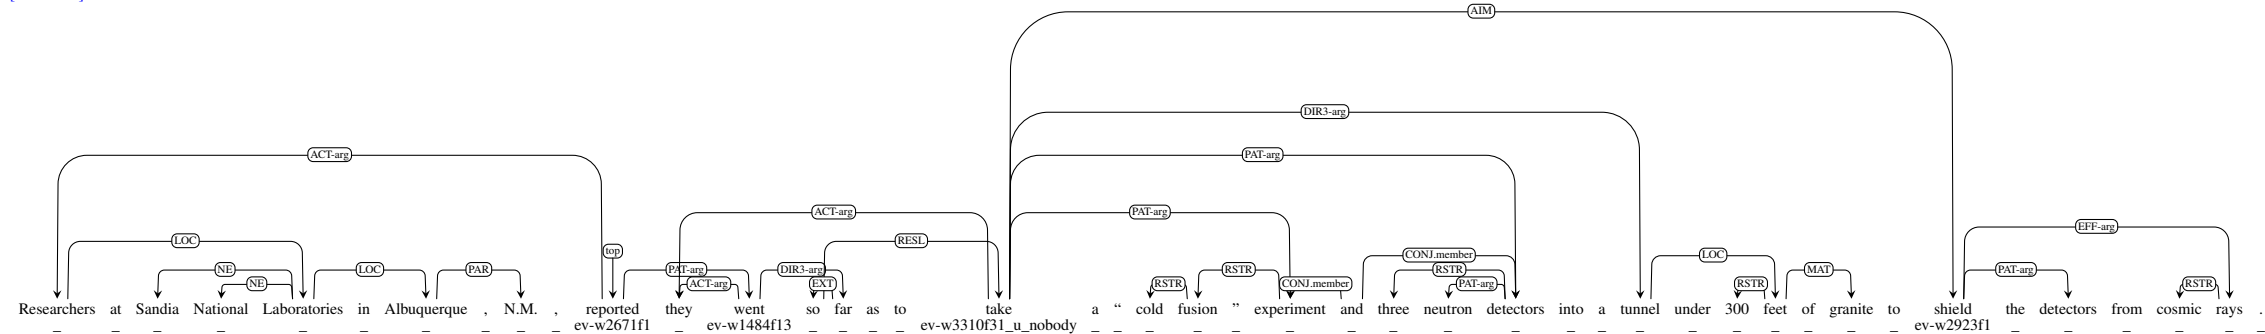 AIM
DIR3-arg
ACT-arg PAT-arg
ACT-arg PAT-arg
EFF-arg
LOC RESL
top CONJ.member LOC
NE LOC PAR PAT-arg DIR3-arg RSTR RSTR MAT PAT-arg
NE ACT-arg EXT RSTR CONJ.member PAT-arg RSTR RSTR
Researchers at Sandia National Laboratories in Albuquerque , N.M. , reported they went so far as to take a “ cold fusion ” experiment and three neutron detectors into a tunnel under 300 feet of granite to shield the detectors from cosmic rays .
_ _ _ _ _ _ _ _ _ _ ev-w2671f1 _ ev-w1484f13 _ _ _ _ ev-w3310f31_u_nobody _ _ _ _ _ _ _ _ _ _ _ _ _ _ _ _ _ _ _ ev-w2923f1 _ _ _ _ _ _